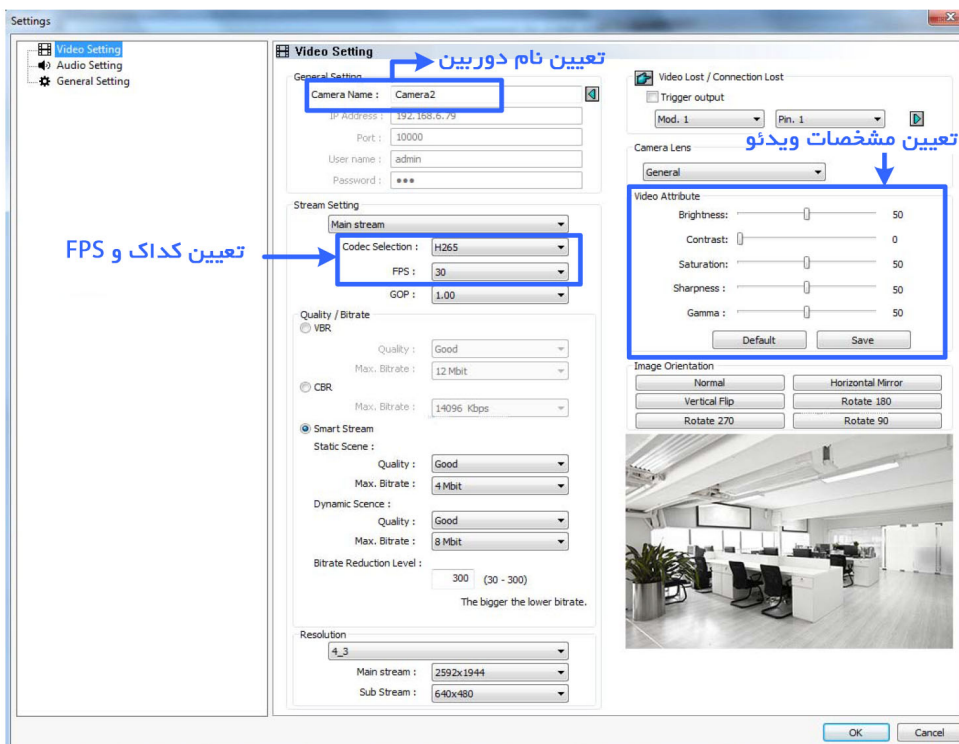 Settings
Video Setting
Audio Setting
General Setting
Video Setting
تعیین نام دوربین
General Setting
Camera Name : Camera2
IP Address : 192.168.6.79
Port : 10000
User name : admin
Password : •••
Stream Setting
Main stream
تعیین کداک و FPS
Codec Selection : H265
FPS : 30
GOP : 1.00
Quality / Bitrate
VBR
Quality : Good
Max. Bitrate : 12 Mbit
CBR
Max. Bitrate : 14096 Kbps
Smart Stream
Static Scene :
Quality : Good
Max. Bitrate : 4 Mbit
Dynamic Scence :
Quality : Good
Max. Bitrate : 8 Mbit
Bitrate Reduction Level :
300 (30 - 300)
The bigger the lower bitrate.
Resolution
4_3
Main stream : 2592x1944
Sub Stream : 640x480
Video Lost / Connection Lost
Trigger output
Mod. 1 Pin. 1
تعیین مشخصات ویدئو
Camera Lens
General
Video Attribute
Brightness: 50
Contrast: 0
Saturation: 50
Sharpness : 50
Gamma : 50
Default Save
Image Orientation
Normal Horizontal Mirror
Vertical Flip Rotate 180
Rotate 270 Rotate 90
OK Cancel